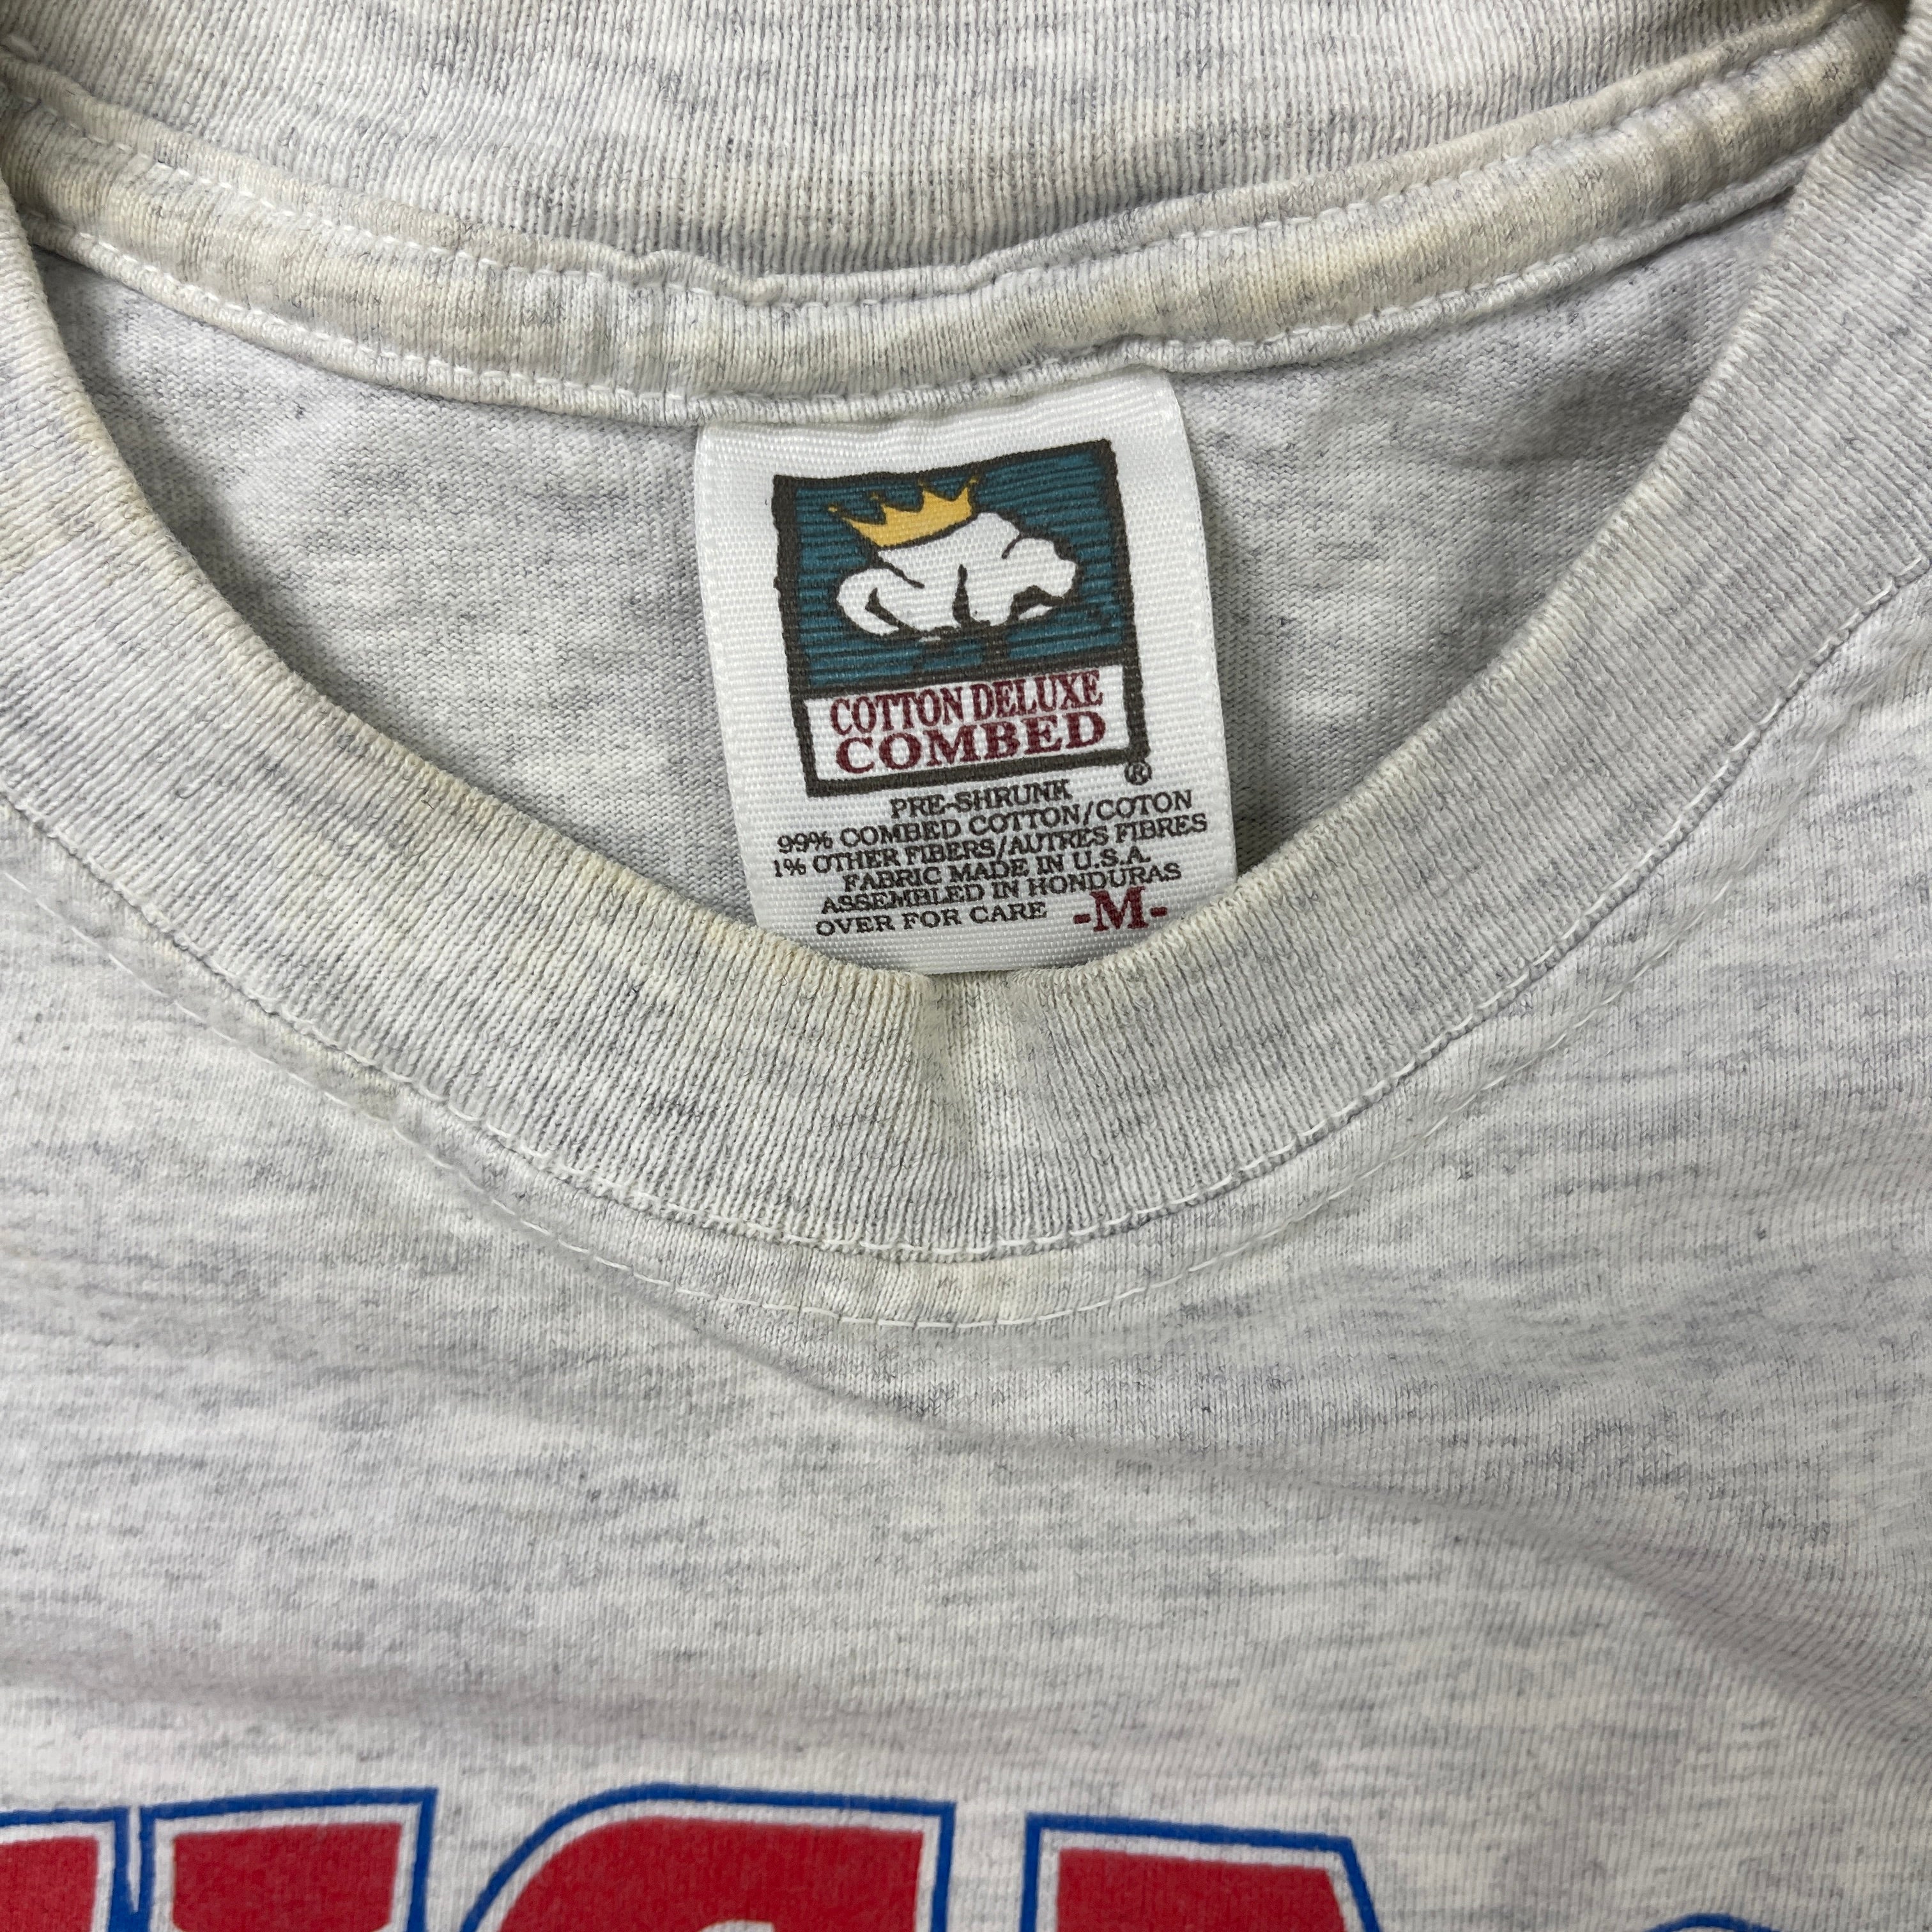 COTTON DELUXE
COMBED
®
PRE-SHRUNK
99% COMBED COTTON/COTON
1% OTHER FIBERS/AUTRES FIBRES
FABRIC MADE IN U.S.A.
ASSEMBLED IN HONDURAS
OVER FOR CARE -M-